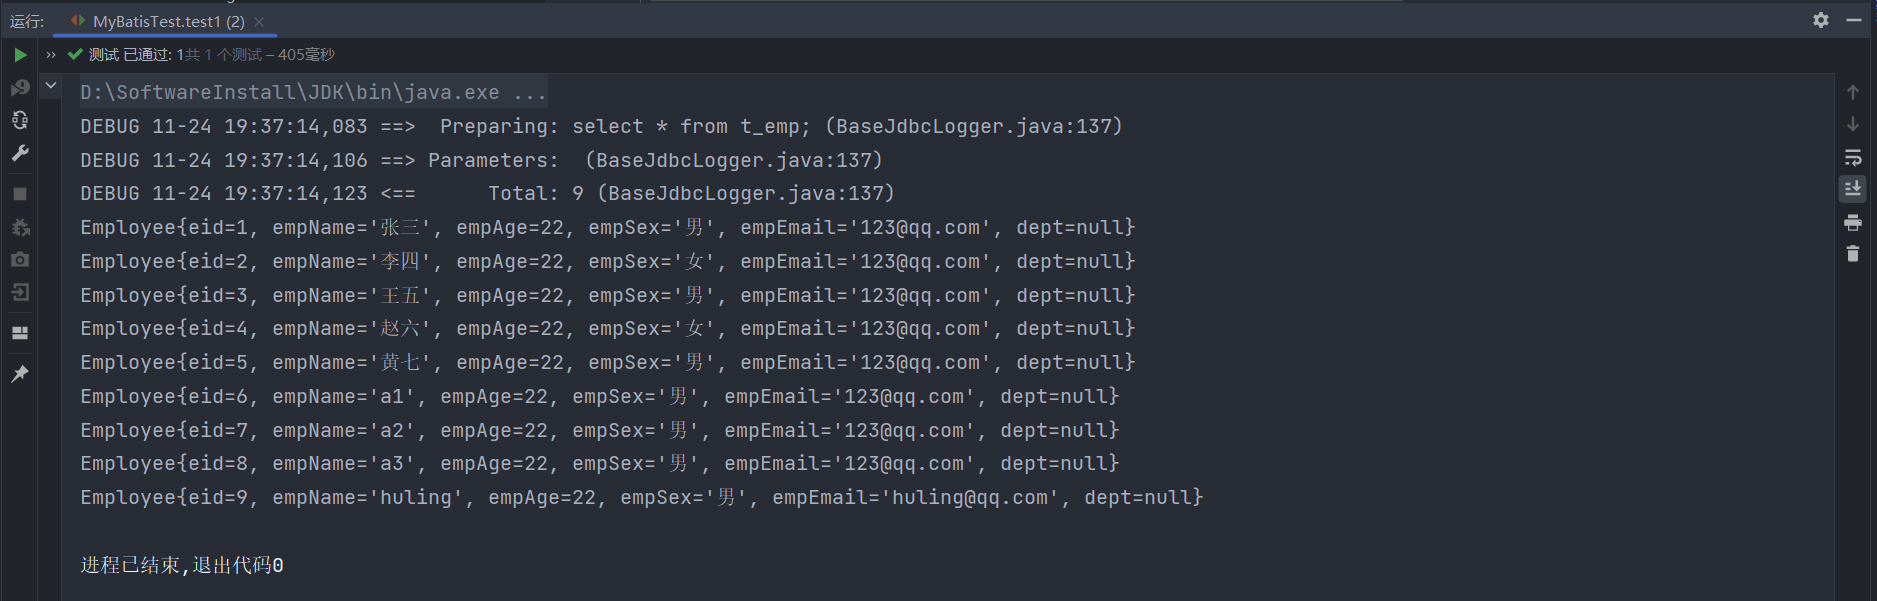 运行: MyBatisTest.test1 (2)
测试 已通过: 1共 1 个测试 – 405毫秒
D:\SoftwareInstall\JDK\bin\java.exe ...
DEBUG 11-24 19:37:14,083 ==>  Preparing: select * from t_emp; (BaseJdbcLogger.java:137)
DEBUG 11-24 19:37:14,106 ==> Parameters:  (BaseJdbcLogger.java:137)
DEBUG 11-24 19:37:14,123 <==      Total: 9 (BaseJdbcLogger.java:137)
Employee{eid=1, empName='张三', empAge=22, empSex='男', empEmail='123@qq.com', dept=null}
Employee{eid=2, empName='李四', empAge=22, empSex='女', empEmail='123@qq.com', dept=null}
Employee{eid=3, empName='王五', empAge=22, empSex='男', empEmail='123@qq.com', dept=null}
Employee{eid=4, empName='赵六', empAge=22, empSex='女', empEmail='123@qq.com', dept=null}
Employee{eid=5, empName='黄七', empAge=22, empSex='男', empEmail='123@qq.com', dept=null}
Employee{eid=6, empName='a1', empAge=22, empSex='男', empEmail='123@qq.com', dept=null}
Employee{eid=7, empName='a2', empAge=22, empSex='男', empEmail='123@qq.com', dept=null}
Employee{eid=8, empName='a3', empAge=22, empSex='男', empEmail='123@qq.com', dept=null}
Employee{eid=9, empName='huling', empAge=22, empSex='男', empEmail='huling@qq.com', dept=null}
进程已结束,退出代码0